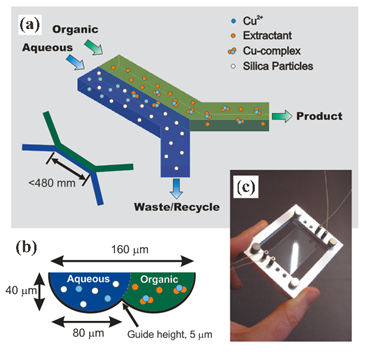 (a)
Organic
Aqueous
Cu2+
Extractant
Cu-complex
Silica Particles
Product
<480 mm
Waste/Recycle
(b)
160 µm
Aqueous
Organic
40 µm
80 µm
Guide height, 5 µm
(c)